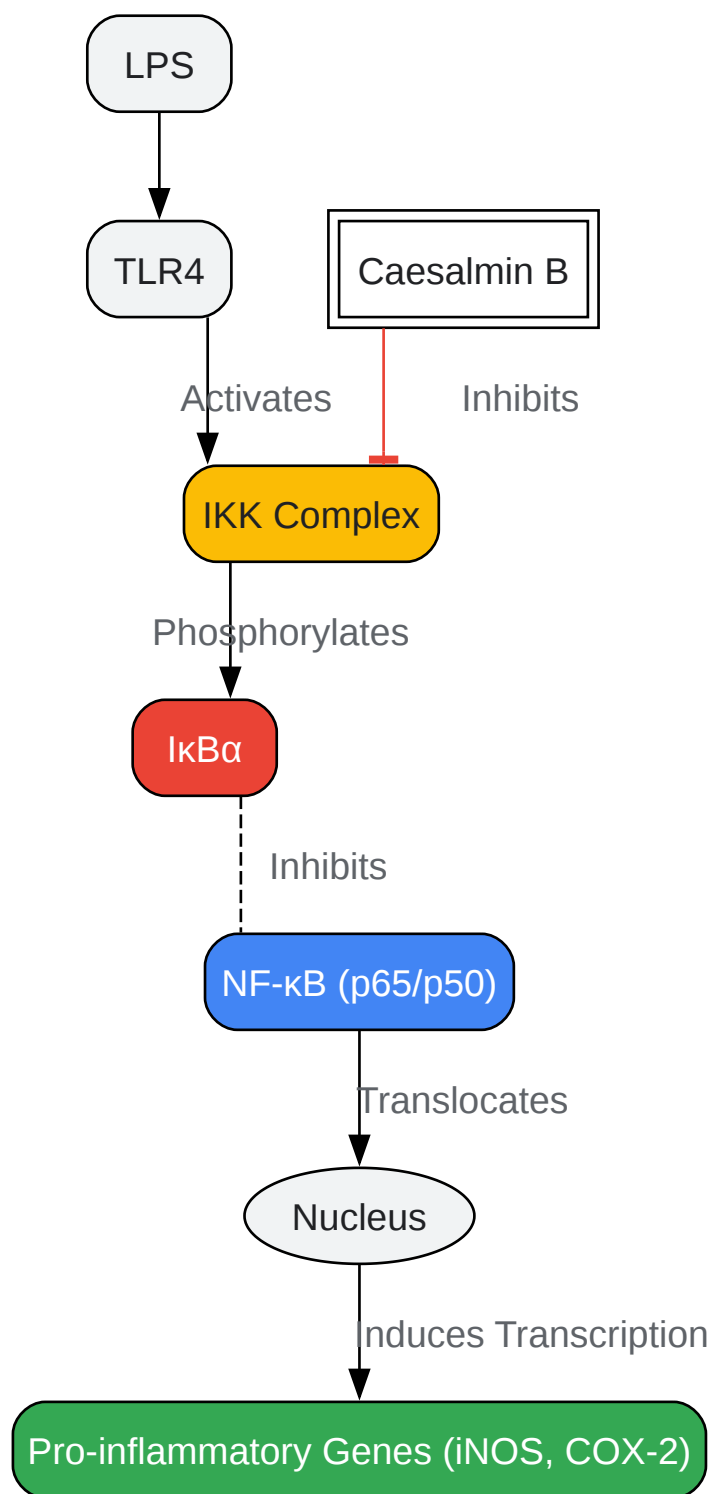 LPS
TLR4
Caesalmin B
Activates
Inhibits
IKK Complex
Phosphorylates
IκBα
Inhibits
NF-κB (p65/p50)
Translocates
Nucleus
Induces Transcription
Pro-inflammatory Genes (iNOS, COX-2)